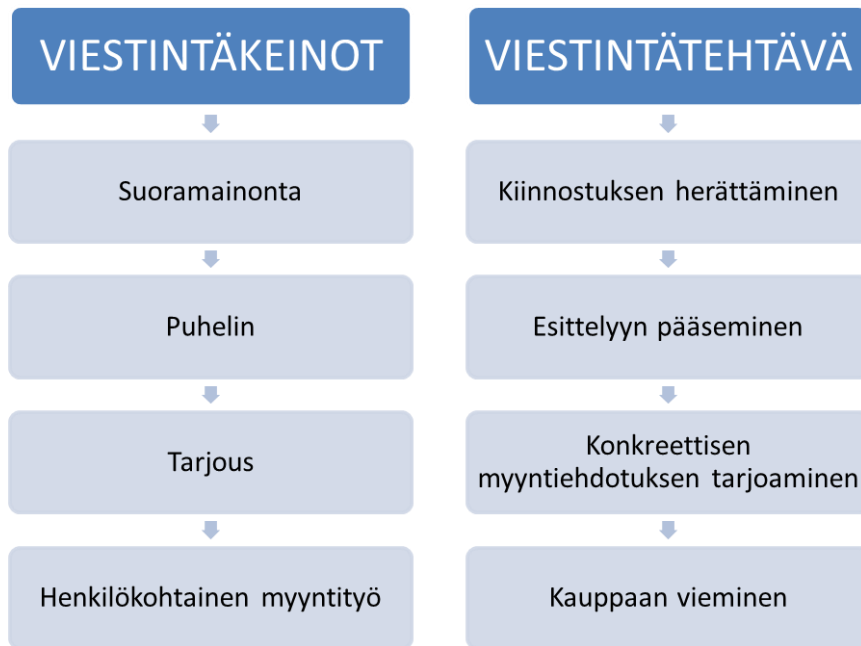 VIESTINTÄKEINOT
Suoramainonta
Puhelin
Tarjous
Henkilökohtainen myyntityö
VIESTINTÄTEHTÄVÄ
Kiinnostuksen herättäminen
Esittelyyn pääseminen
Konkreettisen
myyntiehdotuksen tarjoaminen
Kauppaan vieminen